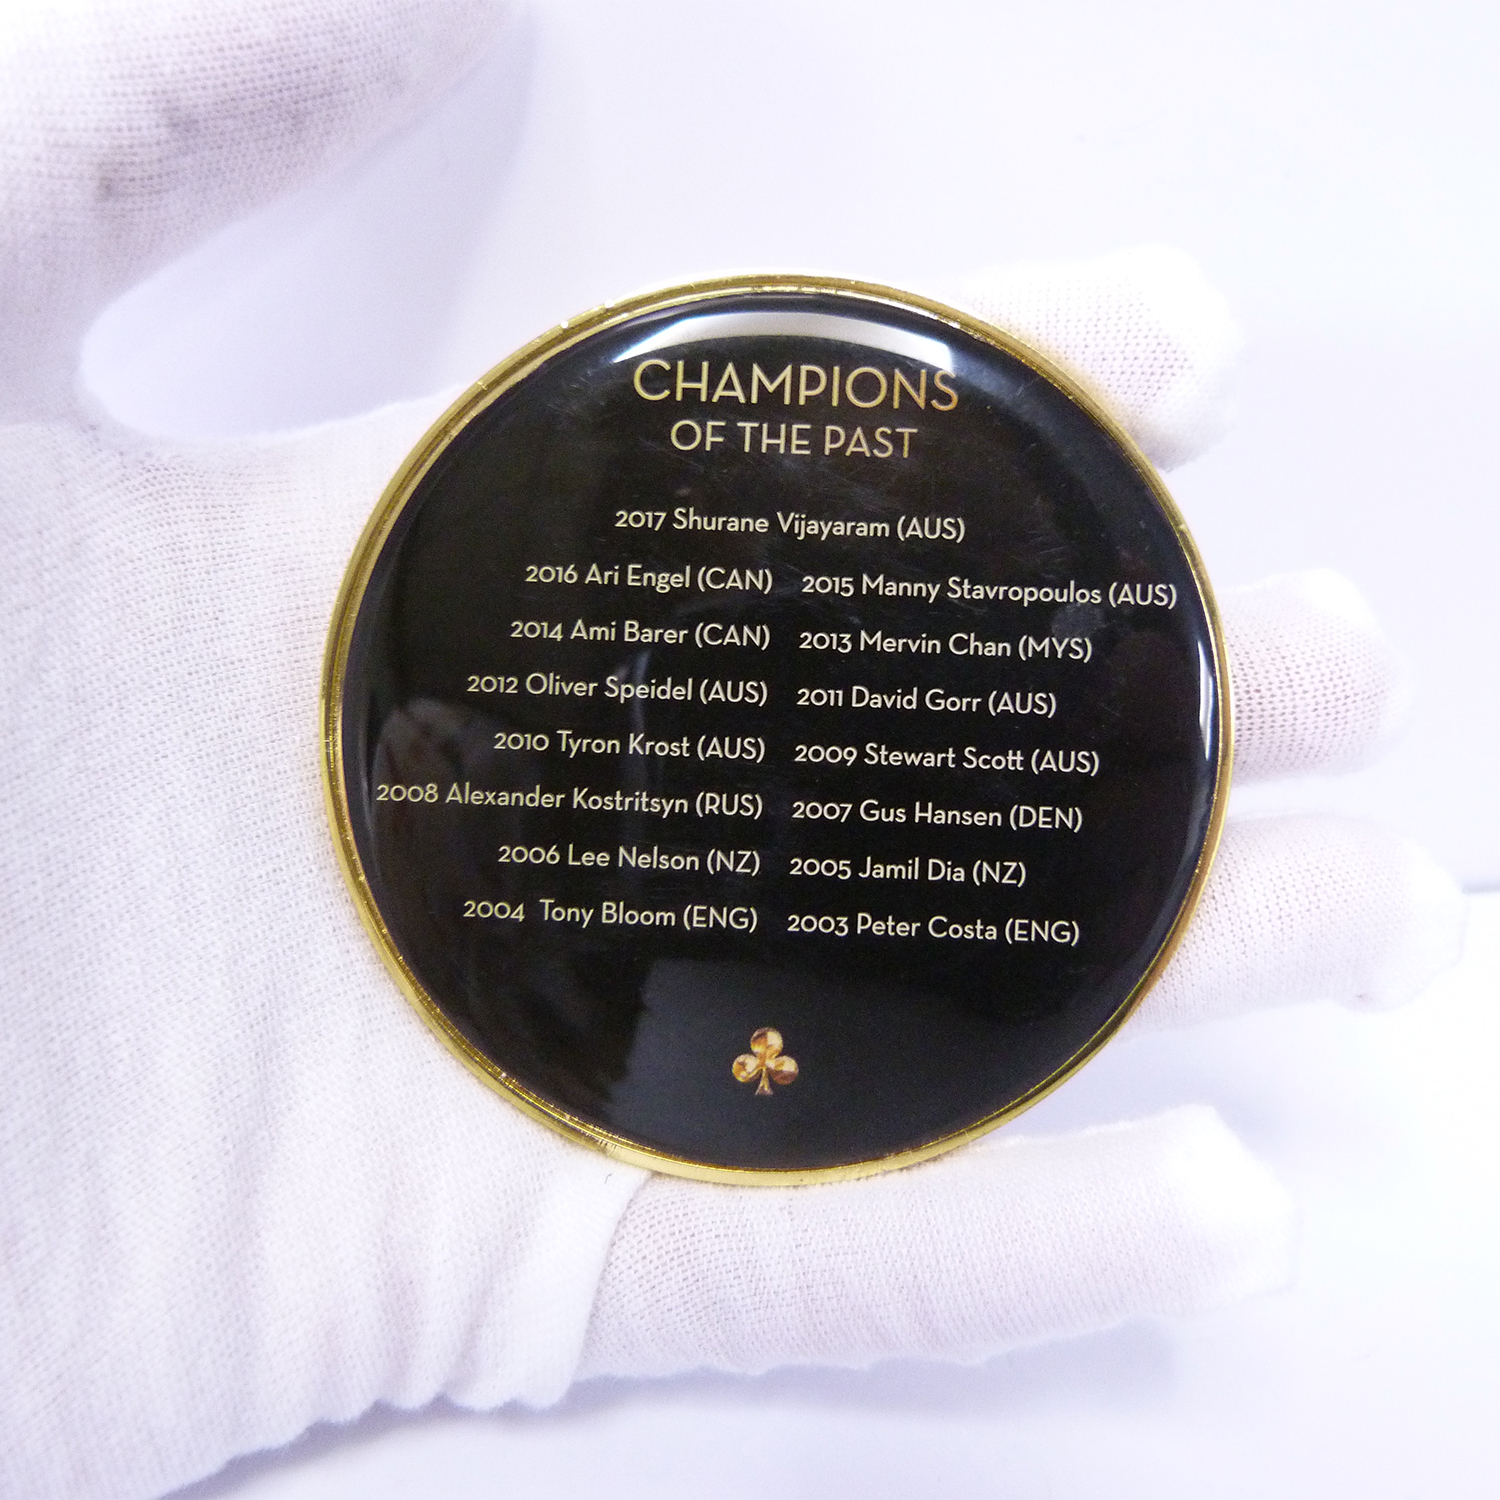 CHAMPIONS
OF THE PAST
2017 Shurane Vijayaram (AUS)
2016 Ari Engel (CAN) 2015 Manny Stavropoulos (AUS)
2014 Ami Barer (CAN) 2013 Mervin Chan (MYS)
2012 Oliver Speidel (AUS) 2011 David Gorr (AUS)
2010 Tyron Krost (AUS) 2009 Stewart Scott (AUS)
2008 Alexander Kostritsyn (RUS) 2007 Gus Hansen (DEN)
2006 Lee Nelson (NZ) 2005 Jamil Dia (NZ)
2004 Tony Bloom (ENG) 2003 Peter Costa (ENG)